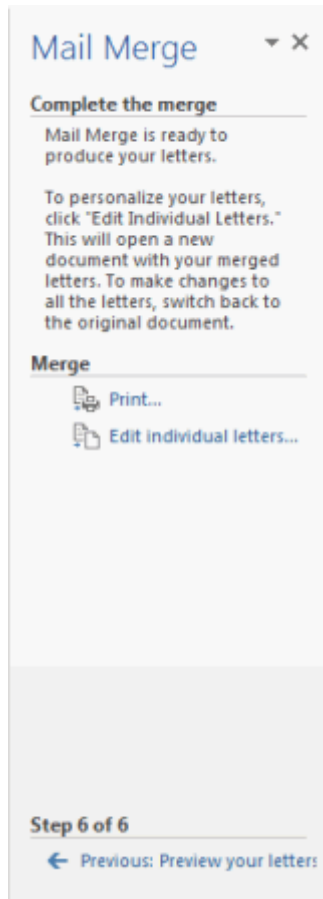 Mail Merge
Complete the merge
Mail Merge is ready to
produce your letters.
To personalize your letters,
click "Edit Individual Letters."
This will open a new
document with your merged
letters. To make changes to
all the letters, switch back to
the original document.
Merge
Print...
Edit individual letters...
Step 6 of 6
Previous: Preview your letters